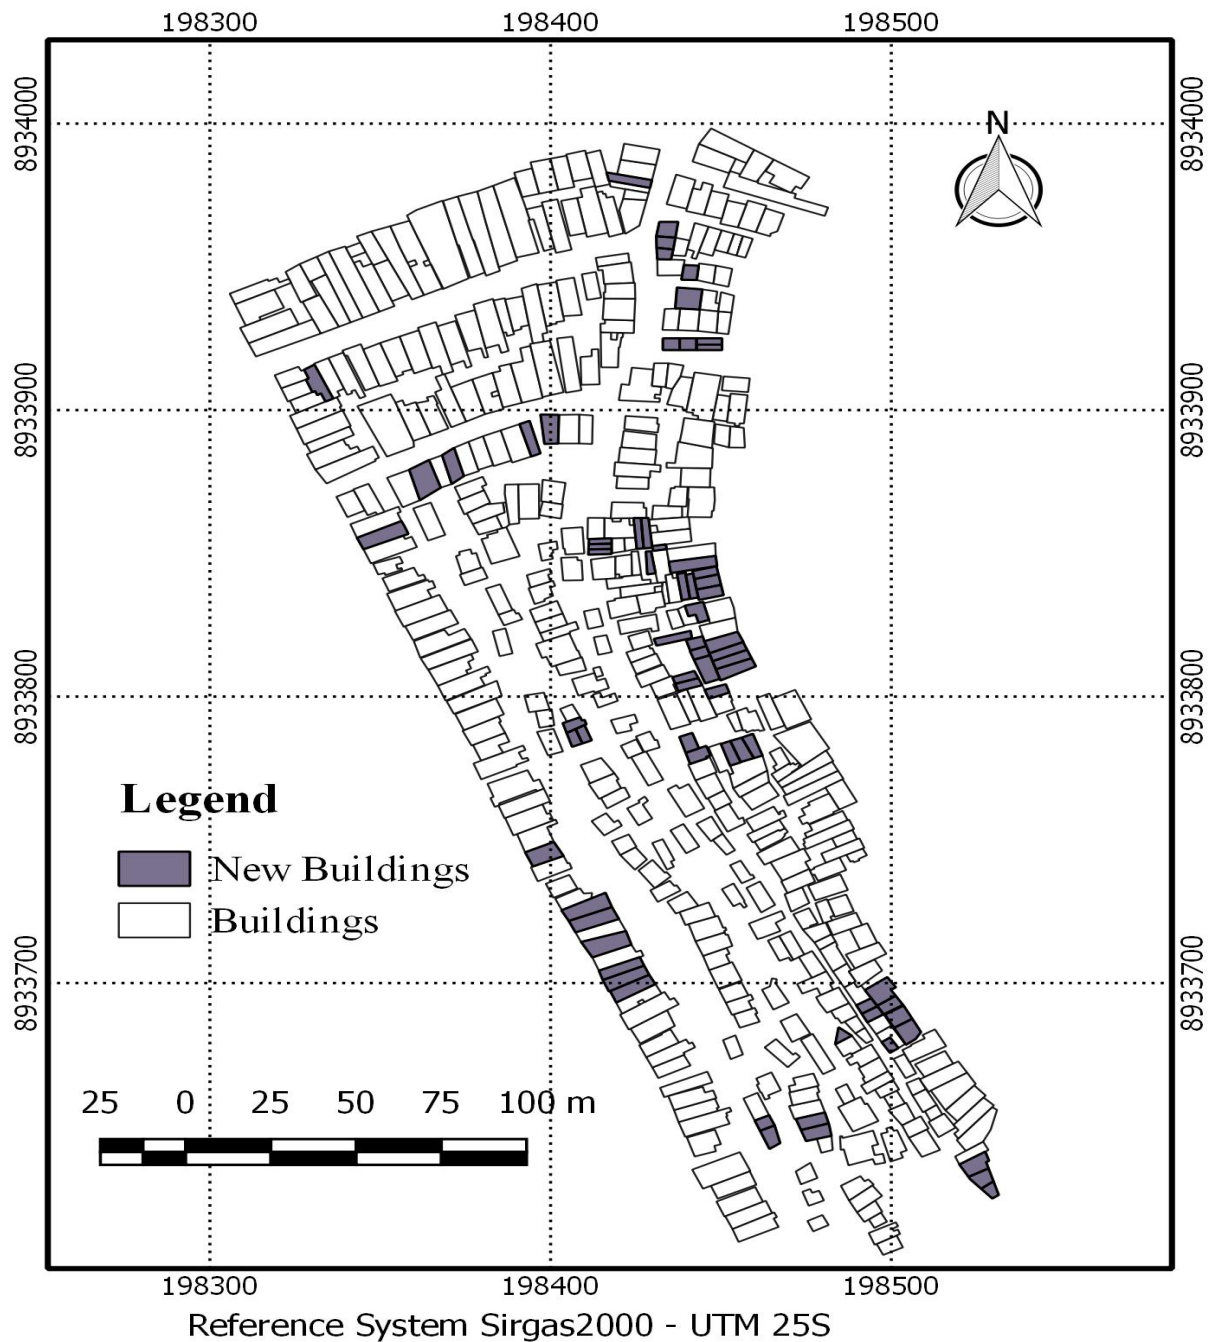 198300 198400 198500
8934000 8934000
N
8933900 8933900
8933800 8933800
Legend
New Buildings
Buildings
8933700 8933700
25 0 25 50 75 100 m
198300 198400 198500
Reference System Sirgas2000 - UTM 25S